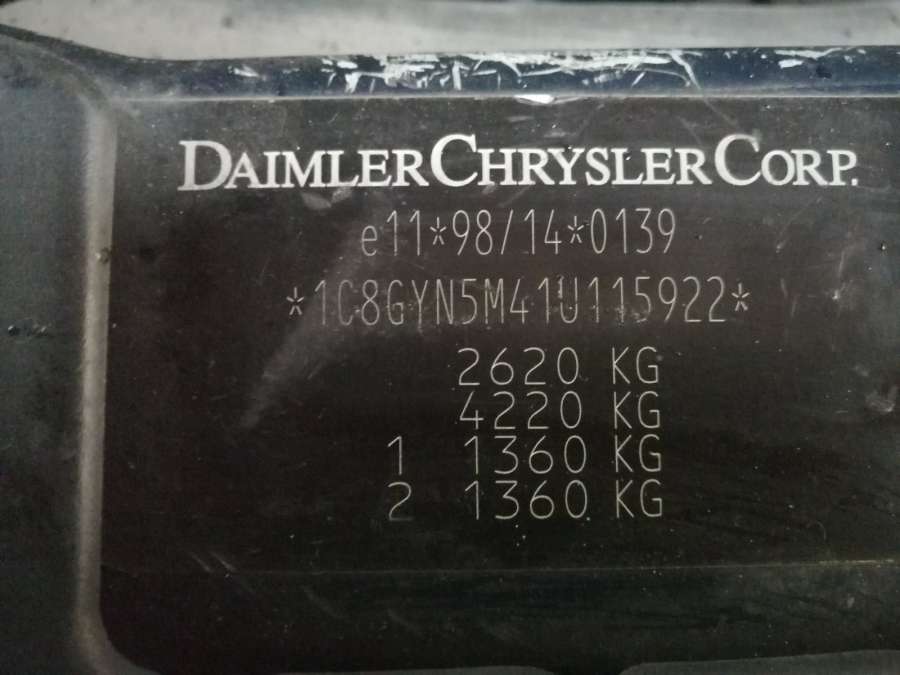 DAIMLERCHRYSLER CORP.
e11*98/14*0139
*1C8GYN5M41U115922*
2620 KG
4220 KG
1 1360 KG
2 1360 KG